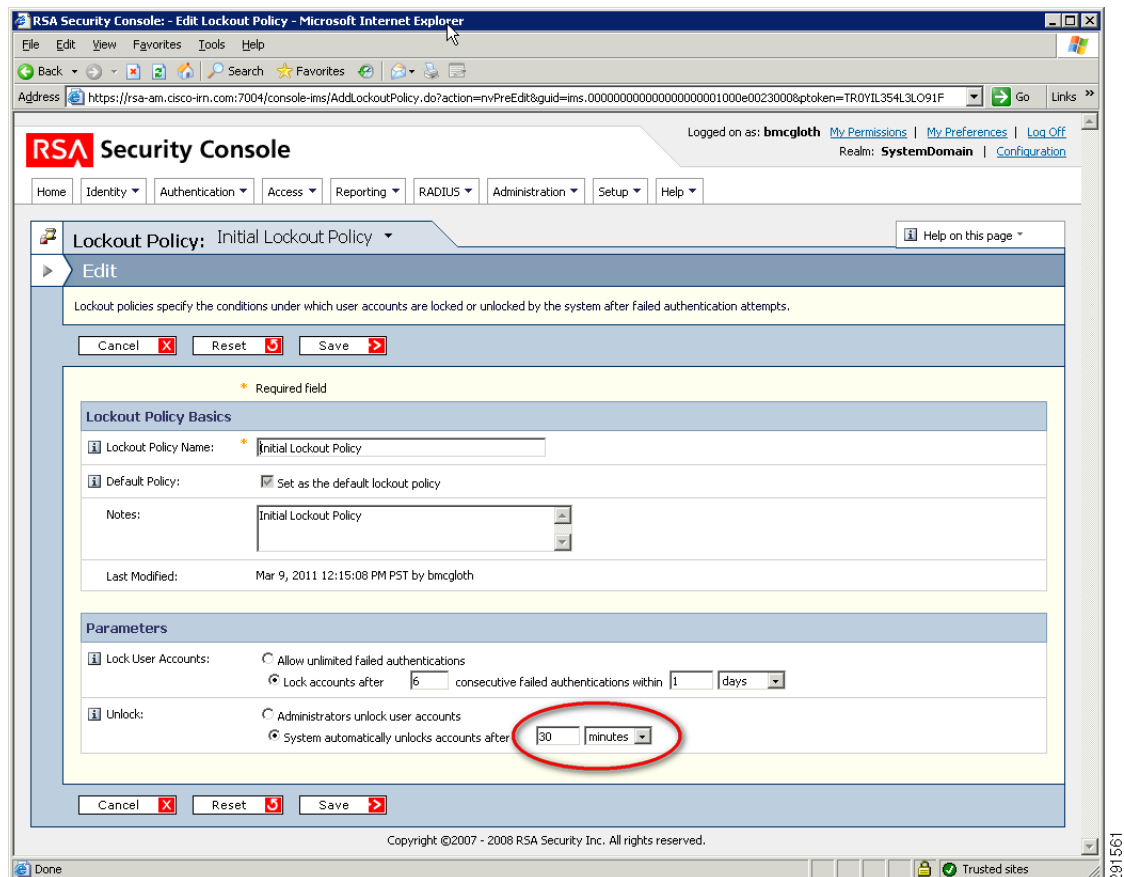 RSA Security Console: - Edit Lockout Policy - Microsoft Internet Explorer
File Edit View Favorites Tools Help
Back Search Favorites
Address https://rsa-am.cisco-irn.com:7004/console-ims/AddLockoutPolicy.do?action=nvPreEdit&guid=ims.00000000000000000000001000e0023000&ptoken=TR0YIL354L3LO91F Go Links »
Logged on as: bmcgloth My Permissions | My Preferences | Log Off
RSA Security Console
Realm: SystemDomain | Configuration
Home Identity Authentication Access Reporting RADIUS Administration Setup Help
Lockout Policy: Initial Lockout Policy
Help on this page
Edit
Lockout policies specify the conditions under which user accounts are locked or unlocked by the system after failed authentication attempts.
Cancel Reset Save
* Required field
Lockout Policy Basics
Lockout Policy Name: * Initial Lockout Policy
Default Policy: Set as the default lockout policy
Notes: Initial Lockout Policy
Last Modified: Mar 9, 2011 12:15:08 PM PST by bmcgloth
Parameters
Lock User Accounts: Allow unlimited failed authentications
Lock accounts after 6 consecutive failed authentications within 1 days
Unlock: Administrators unlock user accounts
System automatically unlocks accounts after 30 minutes
Cancel Reset Save
Copyright ©2007 - 2008 RSA Security Inc. All rights reserved.
Done Trusted sites
291561